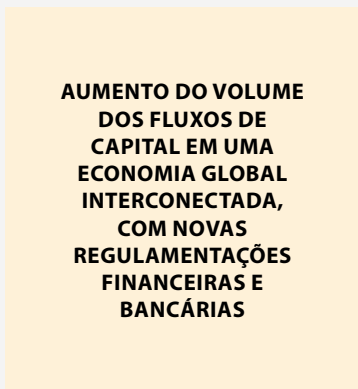 AUMENTO DO VOLUME
DOS FLUXOS DE
CAPITAL EM UMA
ECONOMIA GLOBAL
INTERCONECTADA,
COM NOVAS
REGULAMENTAÇÕES
FINANCEIRAS E
BANCÁRIAS